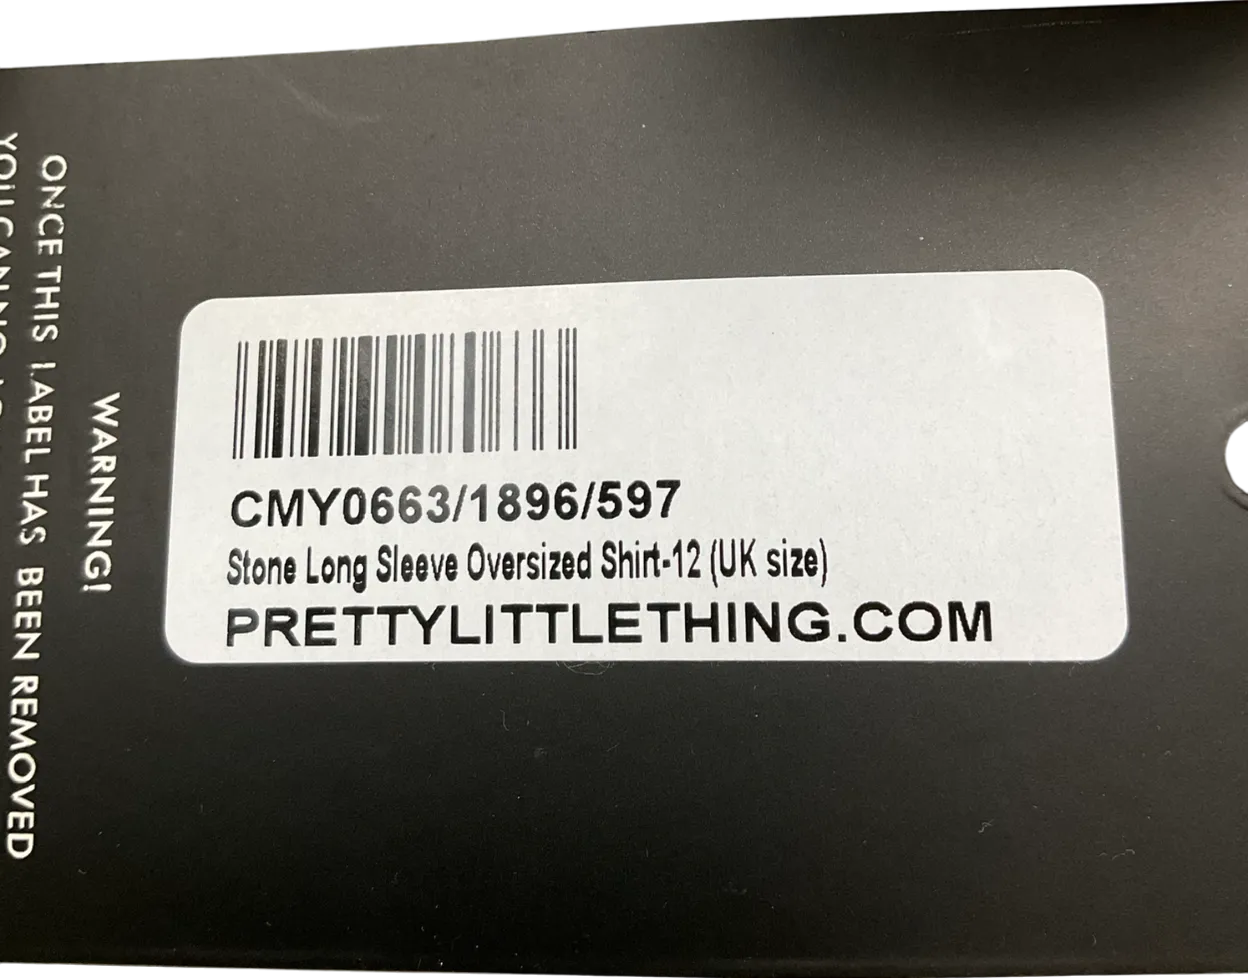 CMY0663/1896/597
Stone Long Sleeve Oversized Shirt-12 (UK size)
PRETTYLITTLETHING.COM
WARNING!
ONCE THIS LABEL HAS BEEN REMOVED